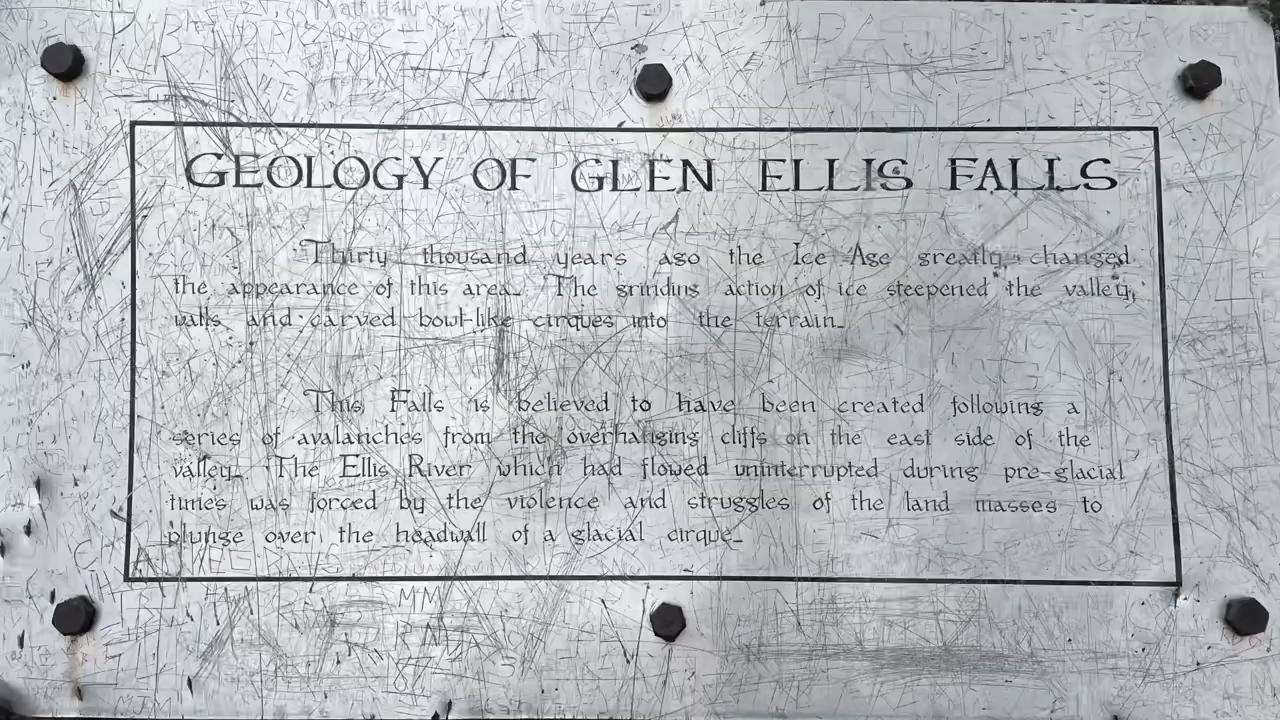 GEOLOGY OF GLEN ELLIS FALLS
Thirty thousand years ago the Ice Age greatly changed
the appearance of this area. The grinding action of ice steepened the valley,
walls and carved bowl-like cirques into the terrain.
This Falls is believed to have been created following a
series of avalanches from the overhanging cliffs on the east side of the
valley. The Ellis River which had flowed uninterrupted during pre-glacial
times was forced by the violence and struggles of the land masses to
plunge over the headwall of a glacial cirque.
MM